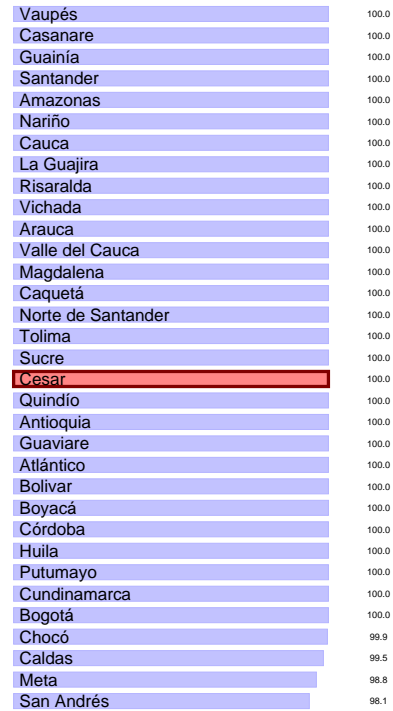 Vaupés 100.0
Casanare 100.0
Guainía 100.0
Santander 100.0
Amazonas 100.0
Nariño 100.0
Cauca 100.0
La Guajira 100.0
Risaralda 100.0
Vichada 100.0
Arauca 100.0
Valle del Cauca 100.0
Magdalena 100.0
Caquetá 100.0
Norte de Santander 100.0
Tolima 100.0
Sucre 100.0
Cesar 100.0
Quindío 100.0
Antioquia 100.0
Guaviare 100.0
Atlántico 100.0
Bolivar 100.0
Boyacá 100.0
Córdoba 100.0
Huila 100.0
Putumayo 100.0
Cundinamarca 100.0
Bogotá 100.0
Chocó 99.9
Caldas 99.5
Meta 98.8
San Andrés 98.1